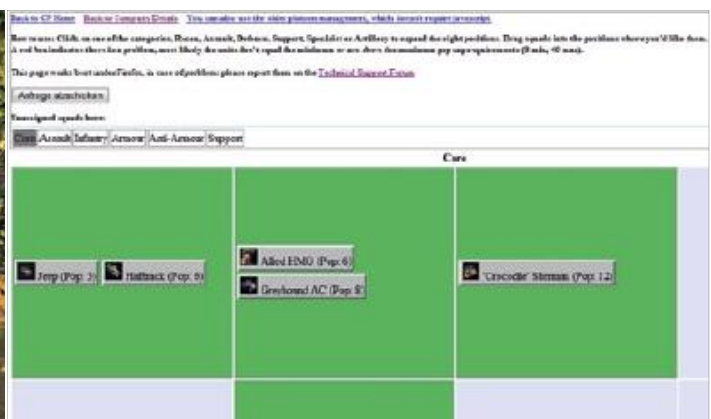 Back to CP Home Back to Company Details You can also use the older platoon management, which doesn't require javascript.
How to use: Click on one of the categories, Recon, Assault, Defence, Support, Specialist or Artillery to expand the right positions. Drag squads into the positions where you'd like them.
A red box indicates there is a problem, most likely the units don't equal the minimum or are above the maximum pop cap requirements (8 min, 40 max).
This page works best under Firefox, in case of problems please report them on the Technical Support Forum
Anfrage abschicken
Unassigned squads here:
Core Assault Infantry Armour Anti-Armour Support
Core
Jeep (Pop: 3) Halftrack (Pop: 6) Allied HMG (Pop: 6) 'Crocodile' Sherman (Pop: 12)
Greyhound AC (Pop: 8)